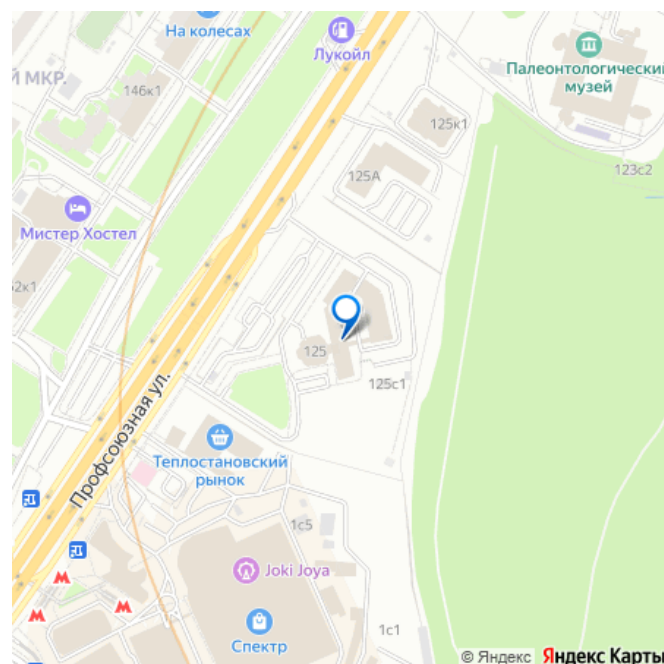 На колесах
Лукойл
Палеонтологический
музей
Й МКР.
146к1
125к1
125А
123с2
Мистер Хостел
52к1
125
125с1
Профсоюзная ул.
Теплостановский
рынок
1с5
Joki Joya
1с1
Спектр
© Яндекс Яндекс Карты